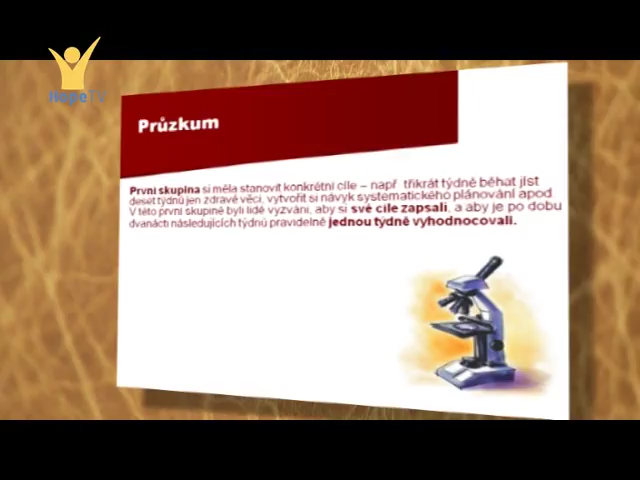 HopeTV
Průzkum
První skupina si měla stanovit konkrétní cíle – např třikrát týdně běhat jíst
deset týdnů jen zdravé věci, vytvořit si návyk systematického plánování apod.
V této první skupině byli lidé vyzváni, aby si své cíle zapsali, a aby je po dobu
dvanácti následujících týdnů pravidelně jednou týdně vyhodnocovali.